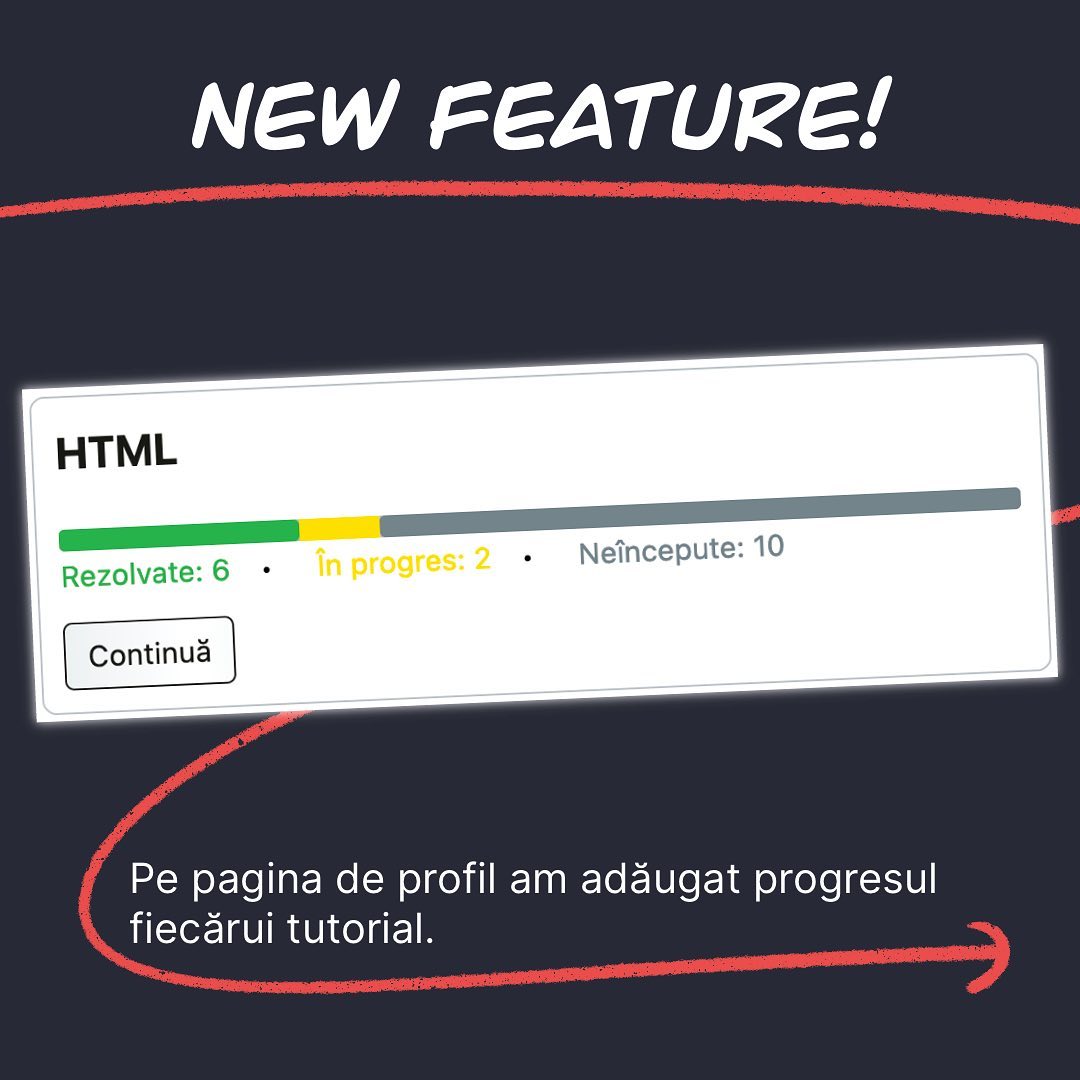 NEW FEATURE!
HTML
Rezolvate: 6 • În progres: 2 • Neîncepute: 10
Continuă
Pe pagina de profil am adăugat progresul
fiecărui tutorial.